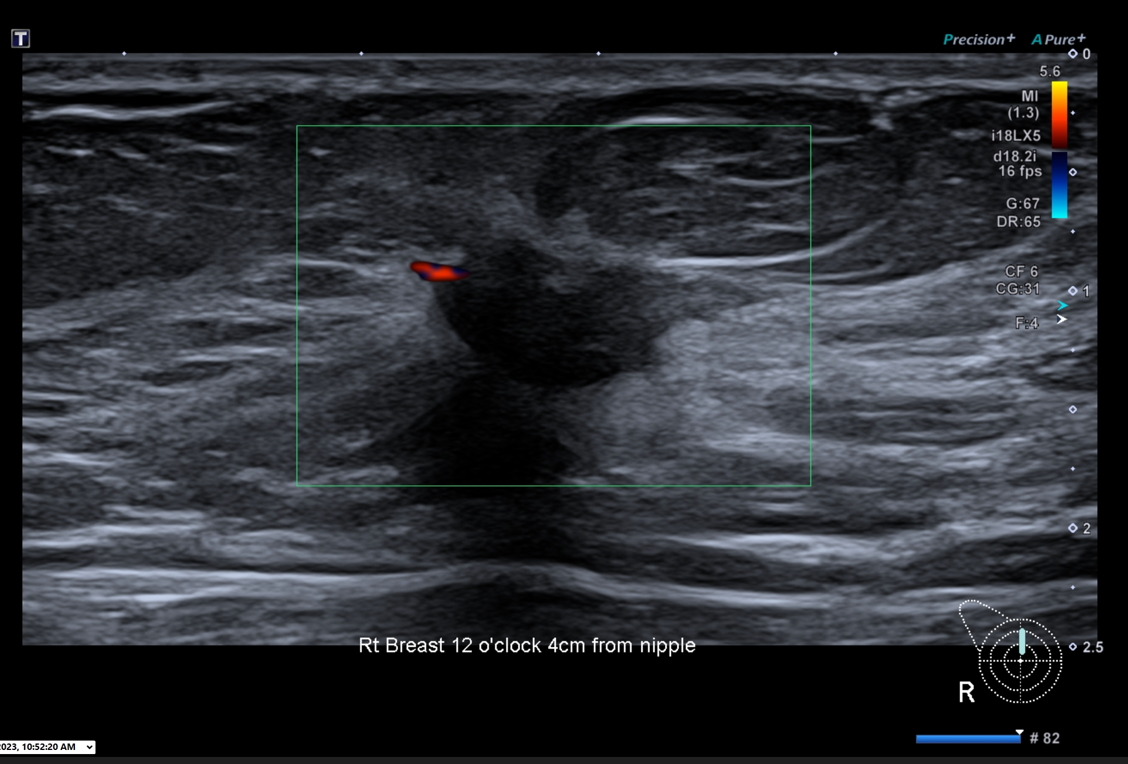 T
Precision+ APure+
0
5.6
MI
(1.3)
i18LX5
d18.2i
16 fps
G:67
DR:65
CF 6
CG:31
1
F:4
2
Rt Breast 12 o'clock 4cm from nipple
2.5
R
# 82
2023, 10:52:20 AM